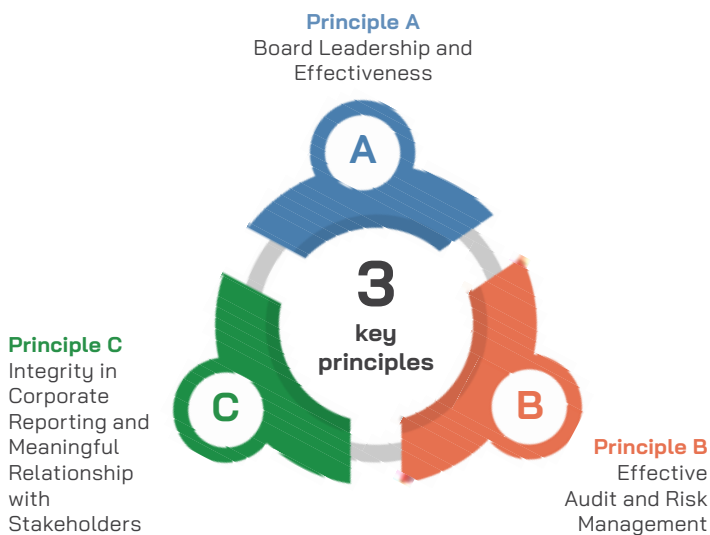 Principle A
Board Leadership and
Effectiveness
A
3
key
principles
Principle C
Integrity in
Corporate
Reporting and
Meaningful
Relationship
with
Stakeholders
C
B
Principle B
Effective
Audit and Risk
Management